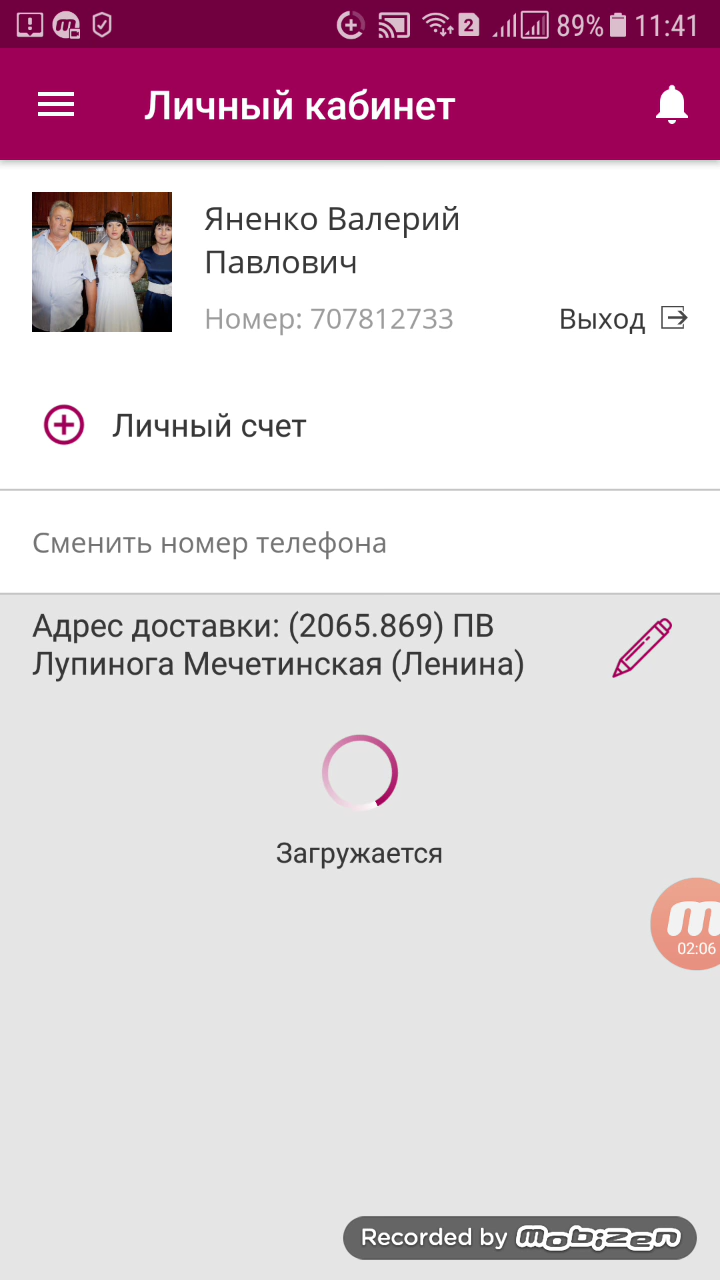 2 89% 11:41
Личный кабинет
Яненко Валерий
Павлович
Номер: 707812733
Выход
Личный счет
Сменить номер телефона
Адрес доставки: (2065.869) ПВ
Лупинога Мечетинская (Ленина)
Загружается
m
02:06
Recorded by mobizen